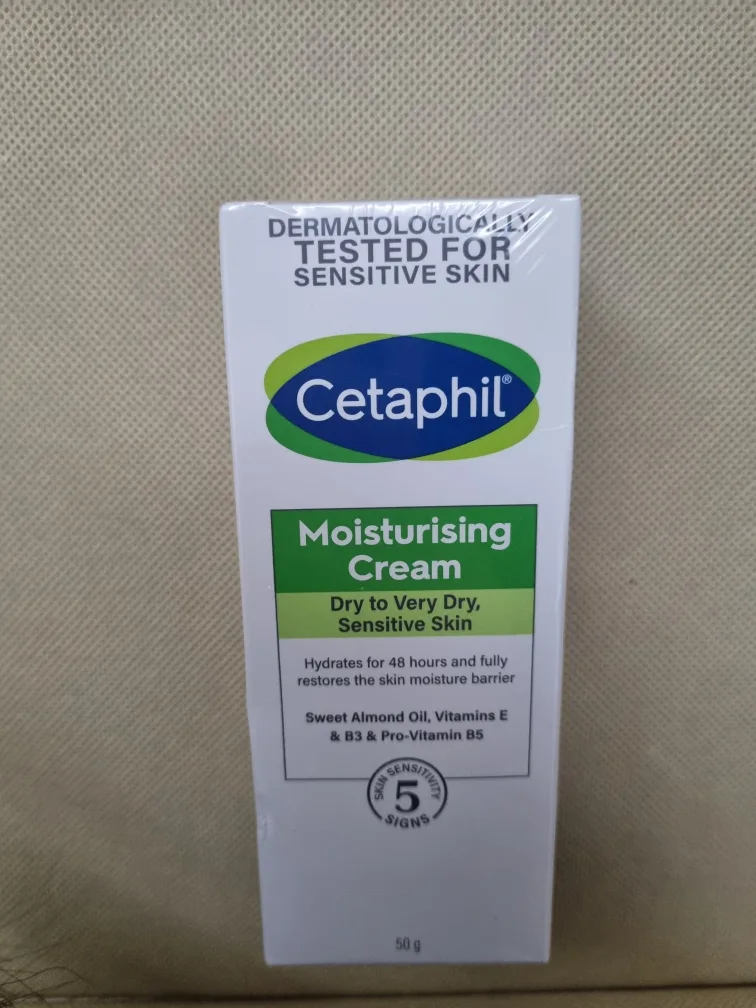 DERMATOLOGICALLY
TESTED FOR
SENSITIVE SKIN
Cetaphil®
Moisturising
Cream
Dry to Very Dry,
Sensitive Skin
Hydrates for 48 hours and fully
restores the skin moisture barrier
Sweet Almond Oil, Vitamins E
& B3 & Pro-Vitamin B5
SKIN SENSITIVITY
5
SIGNS
50 g